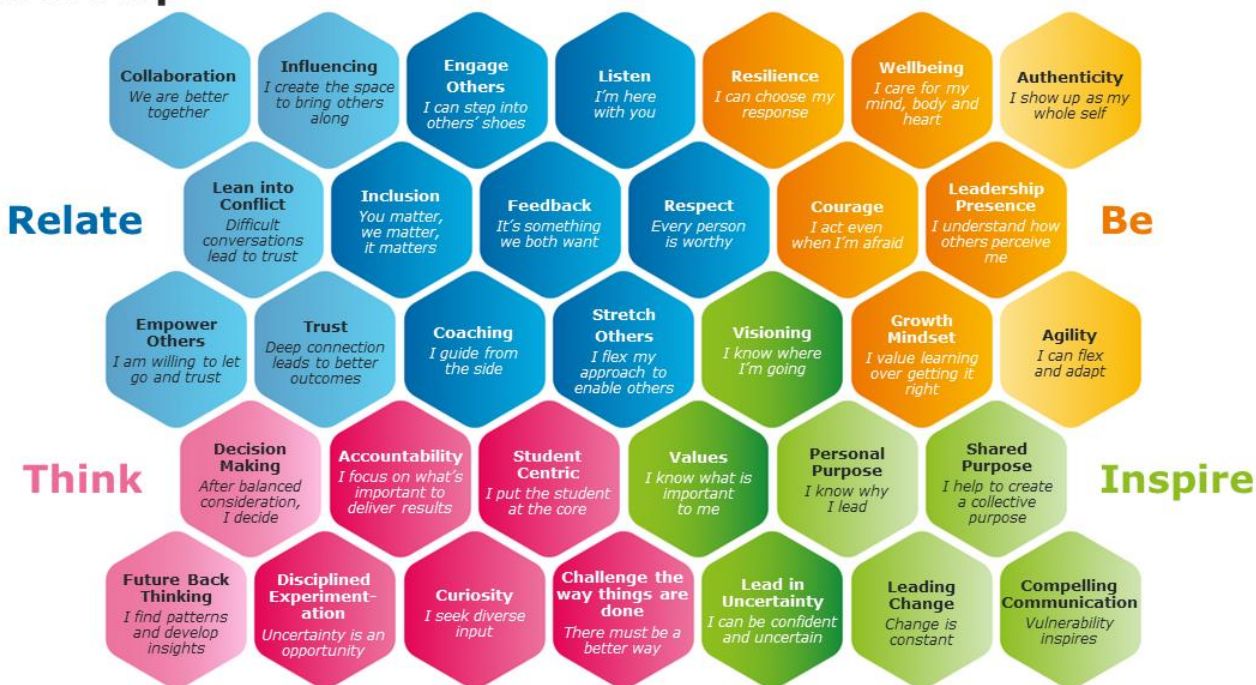 Collaboration
We are better
together
Influencing
I create the space
to bring others
along
Engage
Others
I can step into
others' shoes
Listen
I'm here
with you
Resilience
I can choose my
response
Wellbeing
I care for my
mind, body and
heart
Authenticity
I show up as my
whole self
Relate
Lean into
Conflict
Difficult
conversations
lead to trust
Inclusion
You matter,
we matter,
it matters
Feedback
It's something
we both want
Respect
Every person
is worthy
Courage
I act even
when I'm afraid
Leadership
Presence
I understand how
others perceive
me
Be
Empower
Others
I am willing to let
go and trust
Trust
Deep connection
leads to better
outcomes
Coaching
I guide from
the side
Stretch
Others
I flex my
approach to
enable others
Visioning
I know where
I'm going
Growth
Mindset
I value learning
over getting it
right
Agility
I can flex
and adapt
Think
Decision
Making
After balanced
consideration,
I decide
Accountability
I focus on what's
important to
deliver results
Student
Centric
I put the student
at the core
Values
I know what is
important
to me
Personal
Purpose
I know why
I lead
Shared
Purpose
I help to create
a collective
purpose
Inspire
Future Back
Thinking
I find patterns
and develop
insights
Disciplined
Experiment-
ation
Uncertainty is an
opportunity
Curiosity
I seek diverse
input
Challenge the
way things are
done
There must be a
better way
Lead in
Uncertainty
I can be confident
and uncertain
Leading
Change
Change is
constant
Compelling
Communication
Vulnerability
inspires